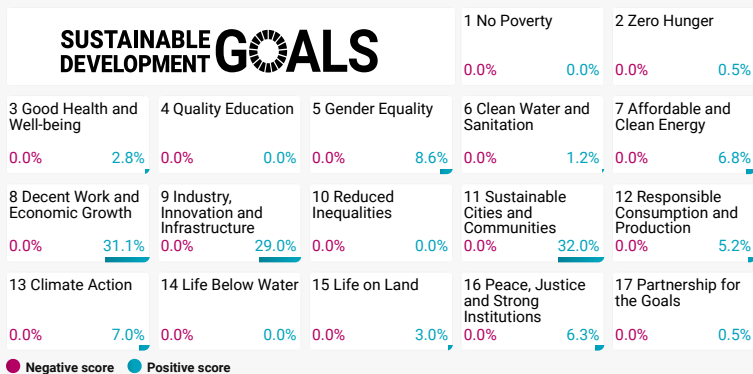 SUSTAINABLE
DEVELOPMENT
GOALS
1 No Poverty
0.0% 0.0%
2 Zero Hunger
0.0% 0.5%
3 Good Health and
Well-being
0.0% 2.8%
4 Quality Education
0.0% 0.0%
5 Gender Equality
0.0% 8.6%
6 Clean Water and
Sanitation
0.0% 1.2%
7 Affordable and
Clean Energy
0.0% 6.8%
8 Decent Work and
Economic Growth
0.0% 31.1%
9 Industry,
Innovation and
Infrastructure
0.0% 29.0%
10 Reduced
Inequalities
0.0% 0.0%
11 Sustainable
Cities and
Communities
0.0% 32.0%
12 Responsible
Consumption and
Production
0.0% 5.2%
13 Climate Action
0.0% 7.0%
14 Life Below Water
0.0% 0.0%
15 Life on Land
0.0% 3.0%
16 Peace, Justice
and Strong
Institutions
0.0% 6.3%
17 Partnership for
the Goals
0.0% 0.5%
Negative score Positive score